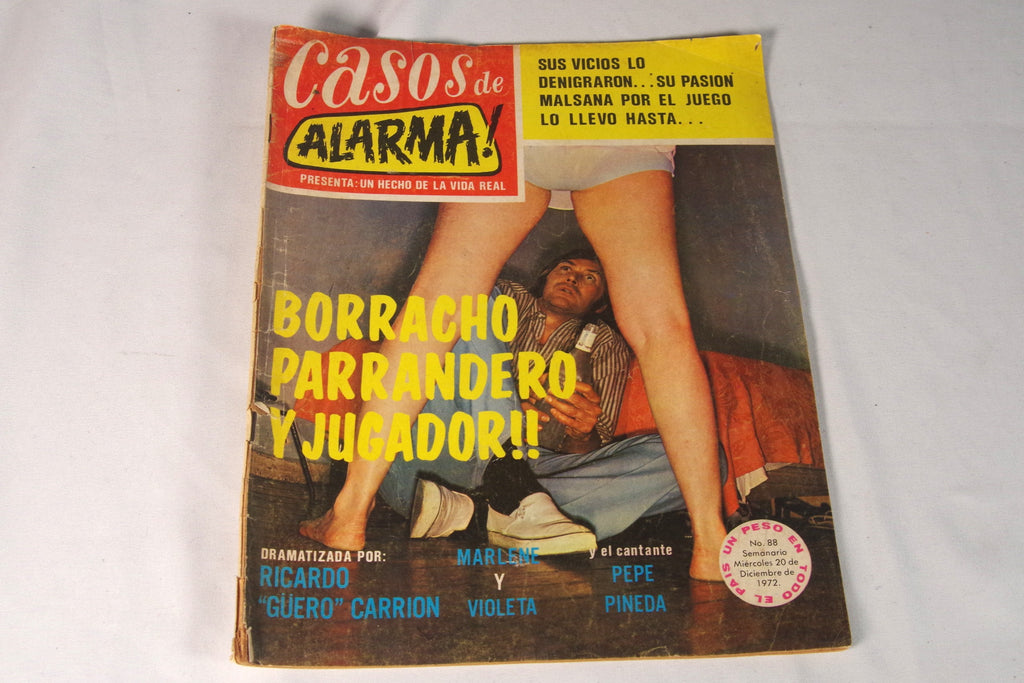 Casos de
ALARMA!
PRESENTA: UN HECHO DE LA VIDA REAL
SUS VICIOS LO
DENIGRARON...SU PASION
MALSANA POR EL JUEGO
LO LLEVO HASTA...
BORRACHO
PARRANDERO
Y JUGADOR!!
DRAMATIZADA POR:
RICARDO
"GÜERO" CARRION
MARLENE
Y
VIOLETA
y el cantante
PEPE
PINEDA
UN PESO EN TODO EL PAIS
No. 88
Semanario
Miércoles 20 de
Diciembre de
1972.